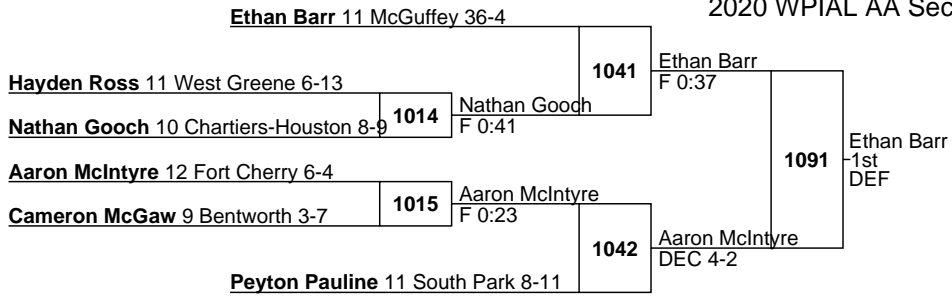 2020 WPIAL AA Sec
Ethan Barr 11 McGuffey 36-4
1041
Ethan Barr
F 0:37
Hayden Ross 11 West Greene 6-13
1014
Nathan Gooch
F 0:41
Nathan Gooch 10 Chartiers-Houston 8-9
1091
Ethan Barr
1st
DEF
Aaron McIntyre 12 Fort Cherry 6-4
1015
Aaron McIntyre
F 0:23
Cameron McGaw 9 Bentworth 3-7
1042
Aaron McIntyre
DEC 4-2
Peyton Pauline 11 South Park 8-11